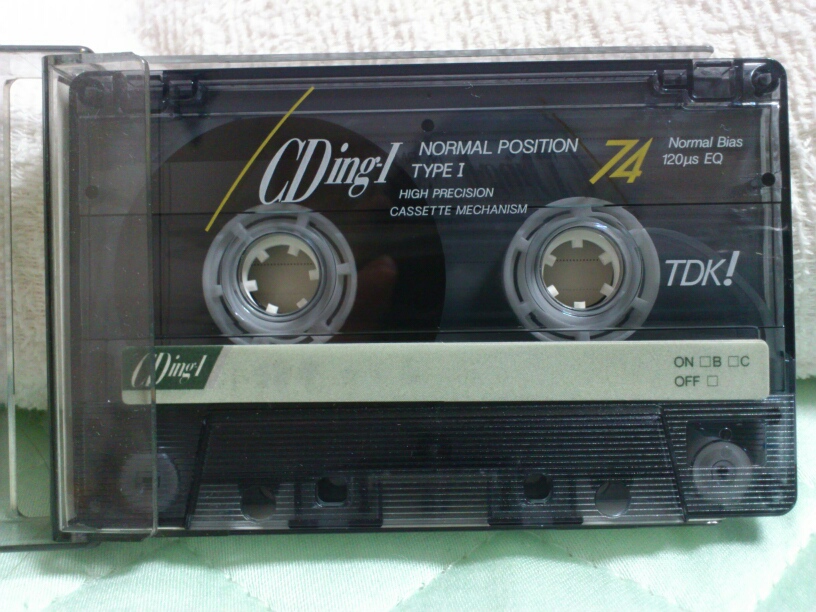 CDing-I
NORMAL POSITION
TYPE I
HIGH PRECISION
CASSETTE MECHANISM
74
Normal Bias
120µs EQ
TDK!
CDing-I
ON □B □C
OFF □